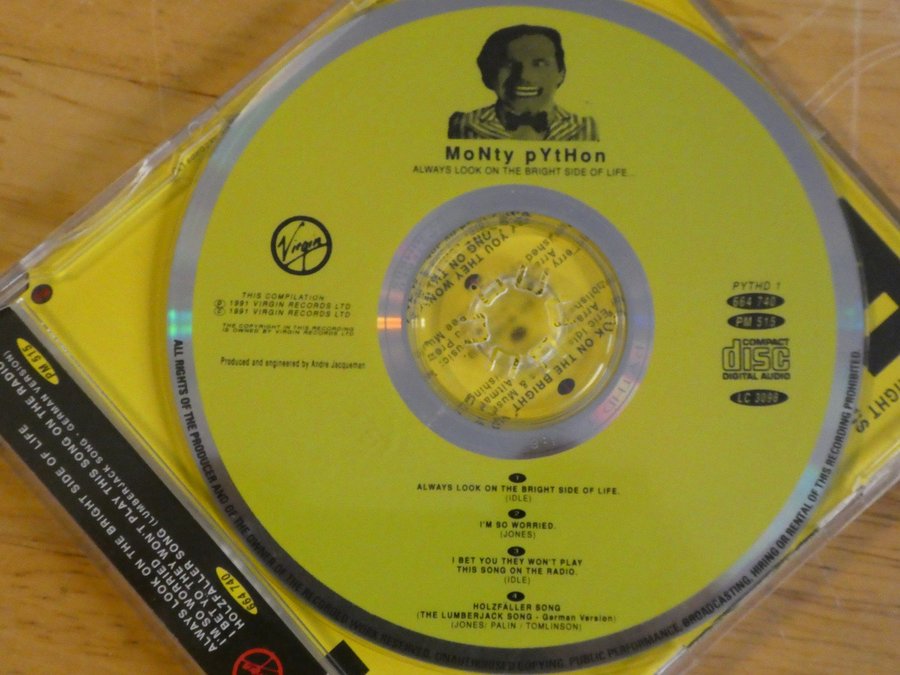 MoNty pYtHon
ALWAYS LOOK ON THE BRIGHT SIDE OF LIFE...
Virgin
THIS COMPILATION
℗ 1991 VIRGIN RECORDS LTD
© 1991 VIRGIN RECORDS LTD
THE COPYRIGHT IN THIS RECORDING
IS OWNED BY VIRGIN RECORDS LTD.
Produced and engineered by Andre Jacqueman
PYTHD 1
664 740
PM 515
COMPACT
disc
DIGITAL AUDIO
LC 3098
1
ALWAYS LOOK ON THE BRIGHT SIDE OF LIFE.
(IDLE)
2
I'M SO WORRIED.
(JONES)
3
I BET YOU THEY WON'T PLAY
THIS SONG ON THE RADIO.
(IDLE)
4
HOLZFÄLLER SONG
(THE LUMBERJACK SONG - German Version)
(JONES/ PALIN / TOMLINSON)
ALL RIGHTS OF THE PRODUCER AND OF THE OWNER OF THE RECORDED WORK RESERVED. UNAUTHORISED COPYING, PUBLIC PERFORMANCE, BROADCASTING, HIRING OR RENTAL OF THIS RECORDING PROHIBITED.
ALWAYS LOOK ON THE BRIGHT SIDE OF LIFE
I'M SO WORRIED
I BET YOU THEY WON'T PLAY THIS SONG ON THE RADIO
HOLZFÄLLER SONG (LUMBERJACK SONG - GERMAN VERSION)
664 740
PM 515